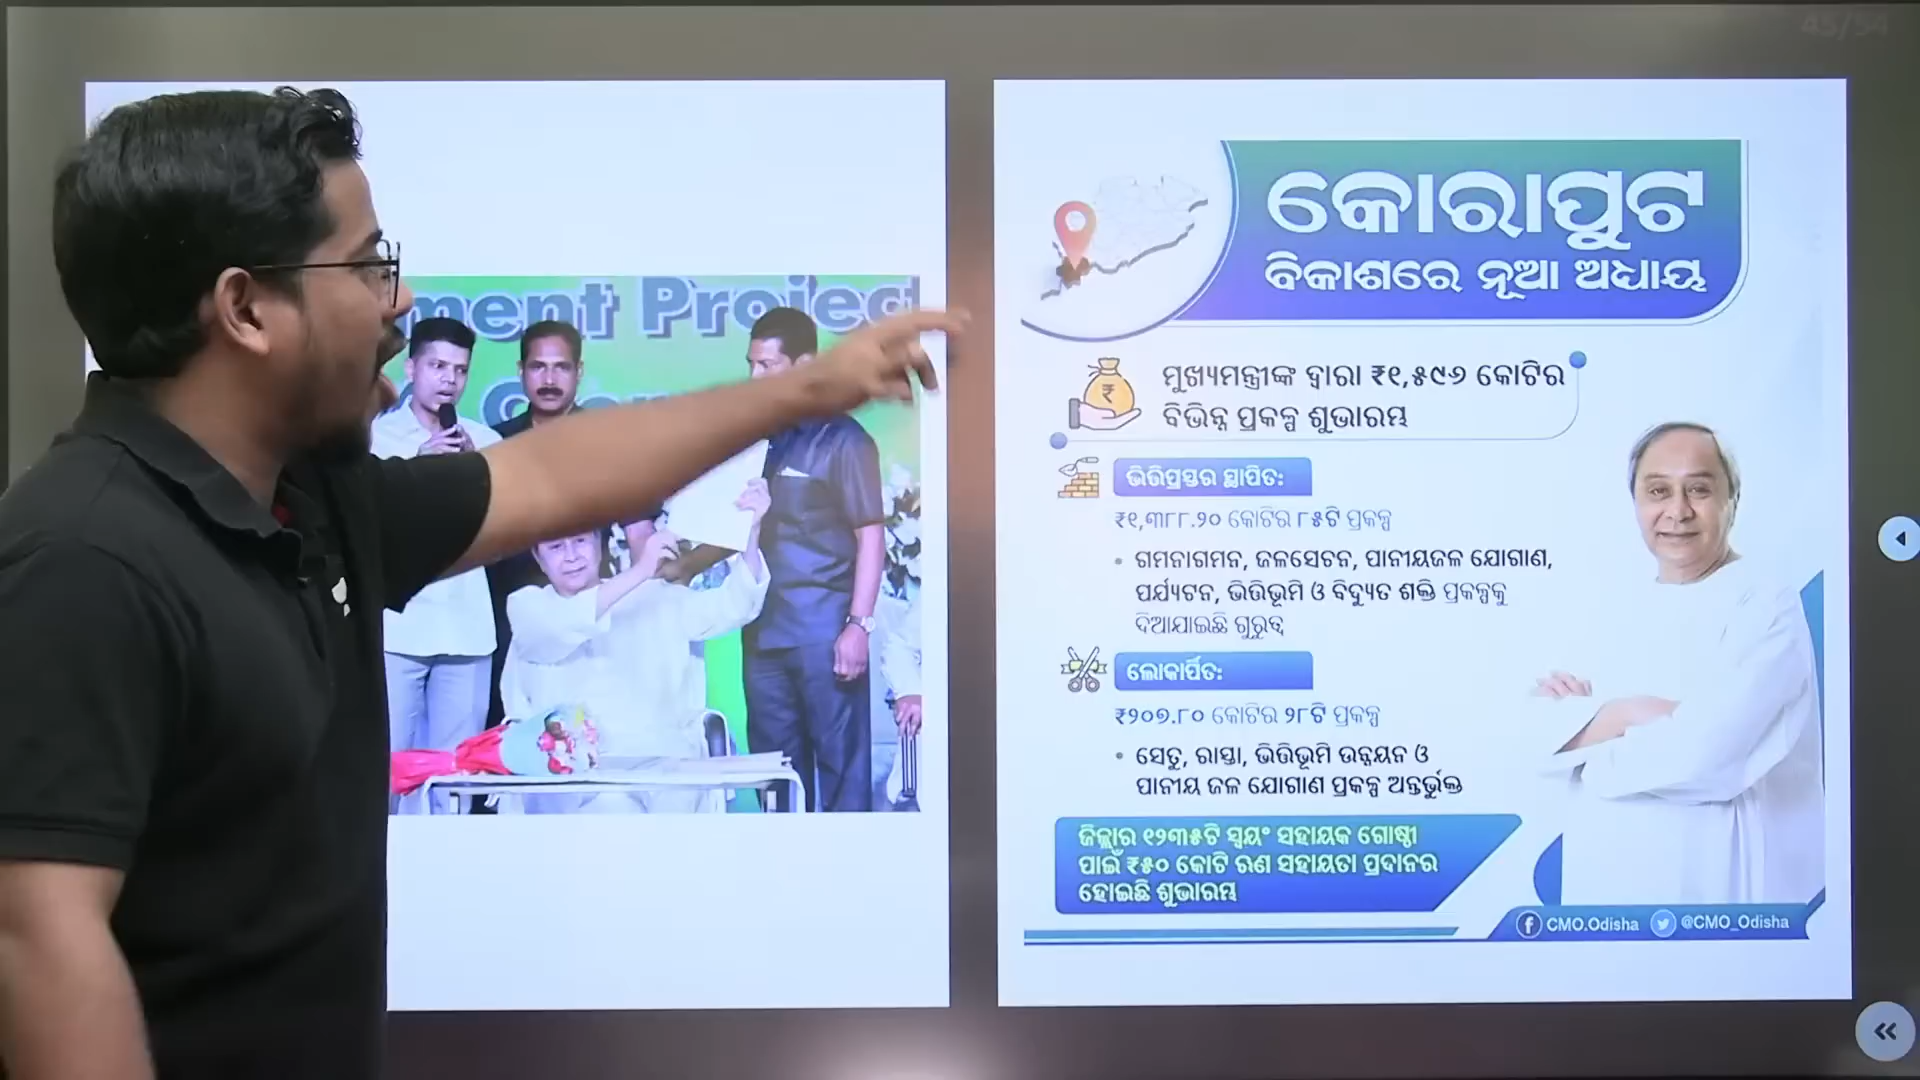 45/54
ment Project
କୋରାପୁଟ
ବିକାଶରେ ନୂଆ ଅଧ୍ୟାୟ
ମୁଖ୍ୟମନ୍ତ୍ରୀଙ୍କ ଦ୍ଵାରା ₹୧,୫୯୬ କୋଟିର
ବିଭିନ୍ନ ପ୍ରକଳ୍ପ ଶୁଭାରମ୍ଭ
ଭିତ୍ତିପ୍ରସ୍ତର ସ୍ଥାପିତ:
₹୧,୩୮୮.୨୦ କୋଟିର ୮୫ଟି ପ୍ରକଳ୍ପ
• ଗମନାଗମନ, ଜଳସେଚନ, ପାନୀୟଜଳ ଯୋଗାଣ,
ପର୍ଯ୍ୟଟନ, ଭିତ୍ତିଭୂମି ଓ ବିଦ୍ୟୁତ ଶକ୍ତି ପ୍ରକଳ୍ପକୁ
ଦିଆଯାଇଛି ଗୁରୁତ୍ୱ
ଲୋକାର୍ପିତ:
₹୨୦୭.୮୦ କୋଟିର ୨୮ଟି ପ୍ରକଳ୍ପ
• ସେତୁ, ରାସ୍ତା, ଭିତ୍ତିଭୂମି ଉନ୍ନୟନ ଓ
ପାନୀୟ ଜଳ ଯୋଗାଣ ପ୍ରକଳ୍ପ ଅନ୍ତର୍ଭୁକ୍ତ
ଜିଲ୍ଲାର ୧୨୩୫ଟି ସ୍ୱୟଂ ସହାୟକ ଗୋଷ୍ଠୀ
ପାଇଁ ₹୫୦ କୋଟି ଋଣ ସହାୟତା ପ୍ରଦାନର
ହୋଇଛି ଶୁଭାରମ୍ଭ
CMO.Odisha @CMO_Odisha